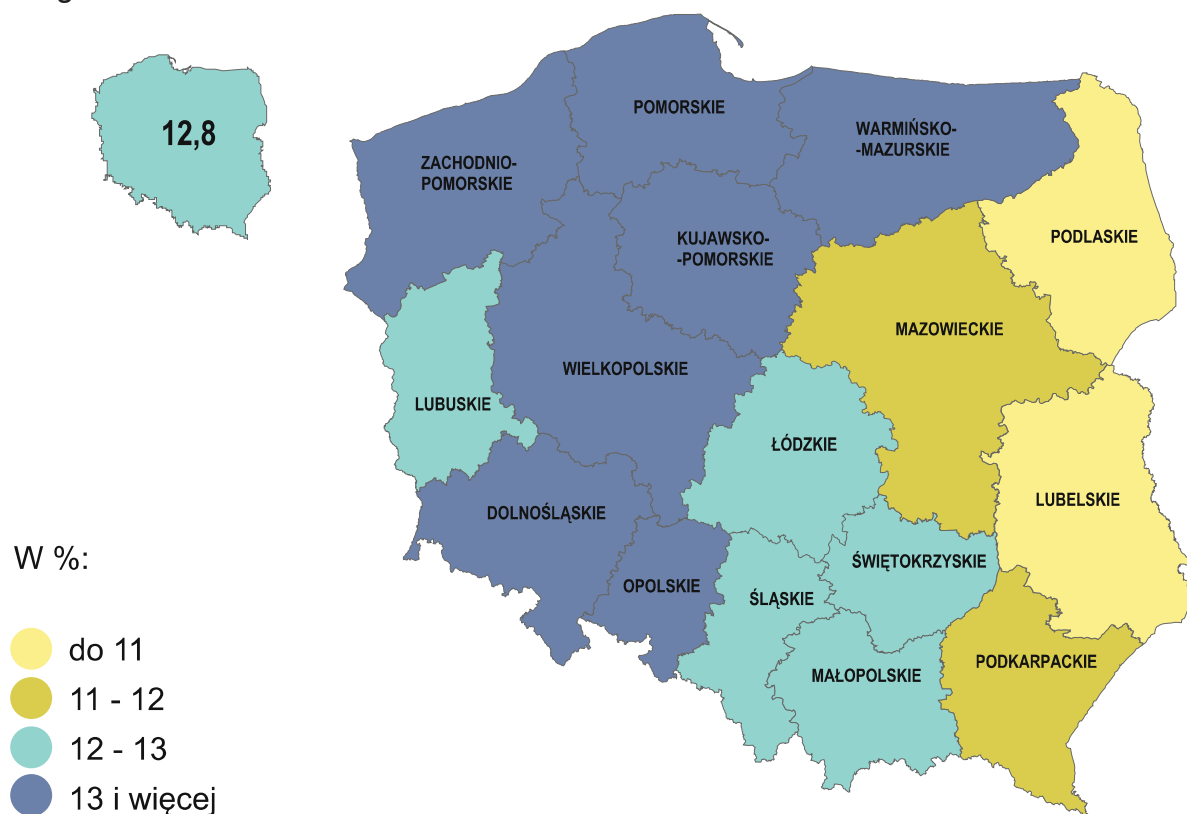 12,8
POMORSKIE
WARMIŃSKO-
-MAZURSKIE
ZACHODNIO-
POMORSKIE
KUJAWSKO-
-POMORSKIE
PODLASKIE
MAZOWIECKIE
WIELKOPOLSKIE
LUBUSKIE
ŁÓDZKIE
LUBELSKIE
DOLNOŚLĄSKIE
ŚWIĘTOKRZYSKIE
OPOLSKIE
ŚLĄSKIE
PODKARPACKIE
MAŁOPOLSKIE
W %:
do 11
11 - 12
12 - 13
13 i więcej